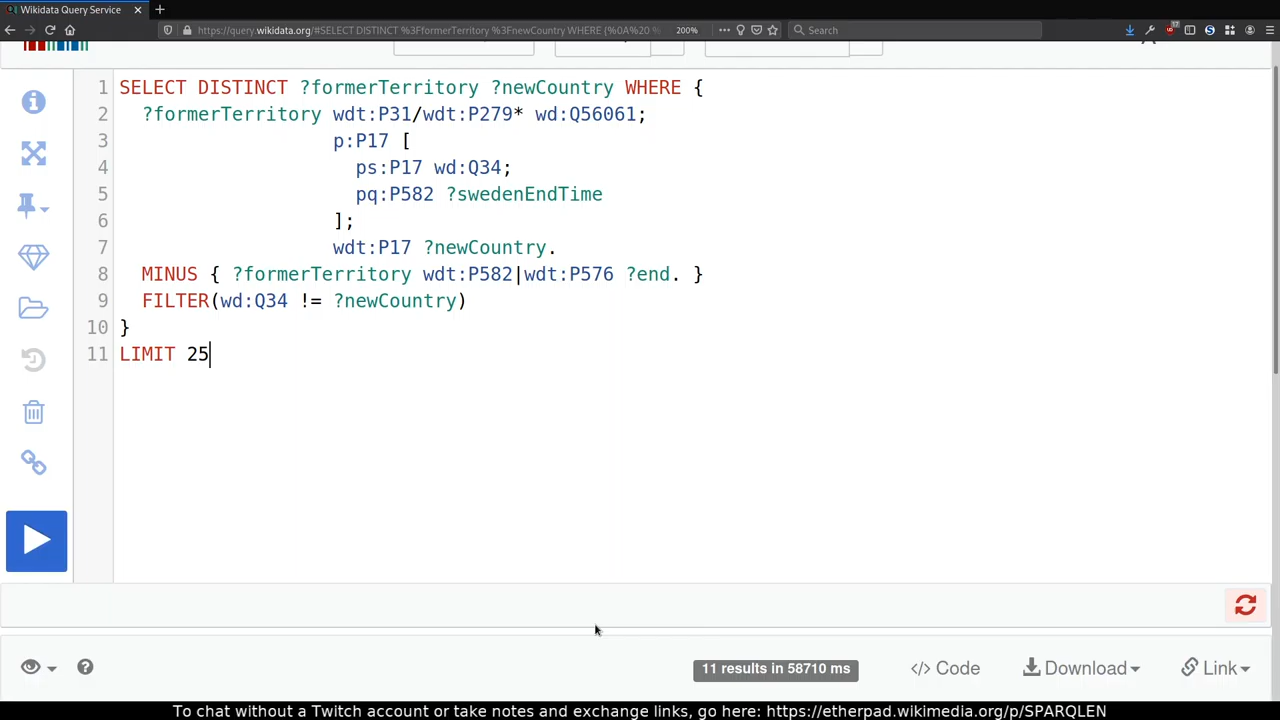 Wikidata Query Service
https://query.wikidata.org/#SELECT DISTINCT %3FformerTerritory %3FnewCountry WHERE {%0A%20 %
200%
Search
1 SELECT DISTINCT ?formerTerritory ?newCountry WHERE {
2 ?formerTerritory wdt:P31/wdt:P279* wd:Q56061;
3 p:P17 [
4 ps:P17 wd:Q34;
5 pq:P582 ?swedenEndTime
6 ];
7 wdt:P17 ?newCountry.
8 MINUS { ?formerTerritory wdt:P582|wdt:P576 ?end. }
9 FILTER(wd:Q34 != ?newCountry)
10 }
11 LIMIT 25
11 results in 58710 ms
</> Code
Download
Link
To chat without a Twitch account or take notes and exchange links, go here: https://etherpad.wikimedia.org/p/SPARQLEN